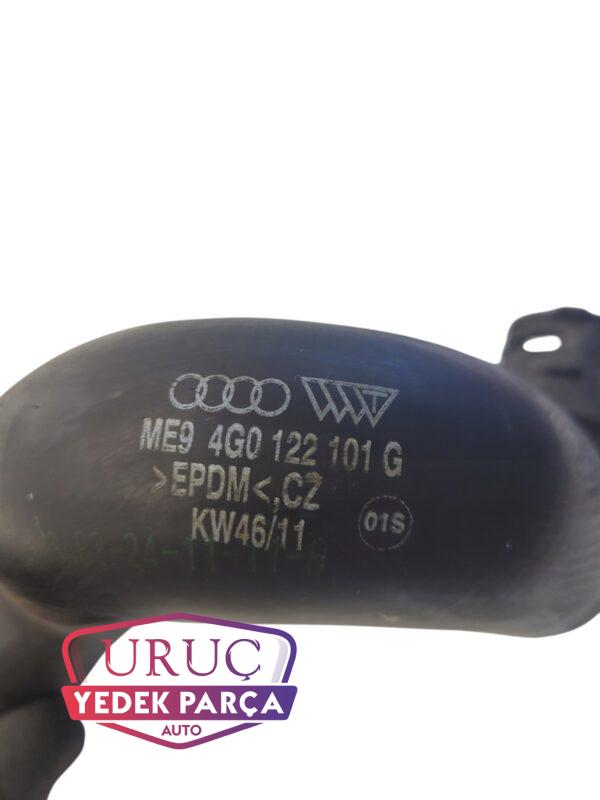 ME9 4G0 122 101 G
>EPDM<,CZ
KW46/11
01S
URUÇ
YEDEK PARÇA
AUTO